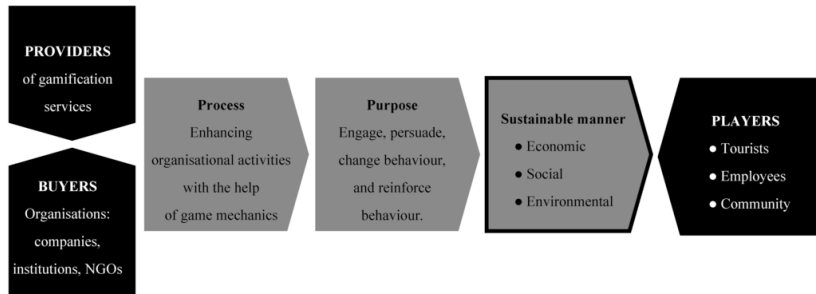 PROVIDERS
of gamification
services
BUYERS
Organisations:
companies,
institutions, NGOs
Process
Enhancing
organisational activities
with the help
of game mechanics
Purpose
Engage, persuade,
change behaviour,
and reinforce
behaviour.
Sustainable manner
● Economic
● Social
● Environmental
PLAYERS
● Tourists
● Employees
● Community